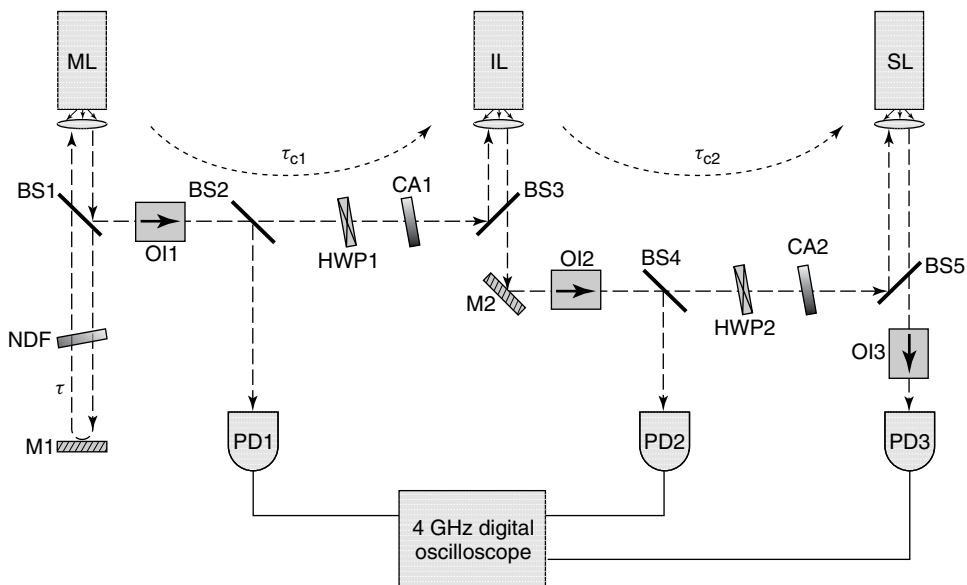 ML
IL
SL
τc1
τc2
BS1
BS2
CA1
BS3
OI1
HWP1
OI2
BS4
CA2
BS5
M2
HWP2
NDF
OI3
τ
M1
PD1
PD2
PD3
4 GHz digital
oscilloscope